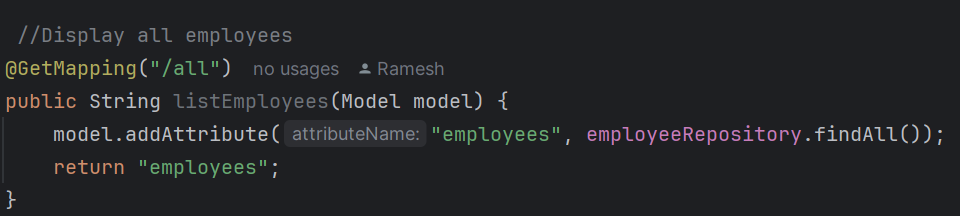 //Display all employees
@GetMapping("/all") no usages Ramesh
public String listEmployees(Model model) {
model.addAttribute( attributeName: "employees", employeeRepository.findAll());
return "employees";
}